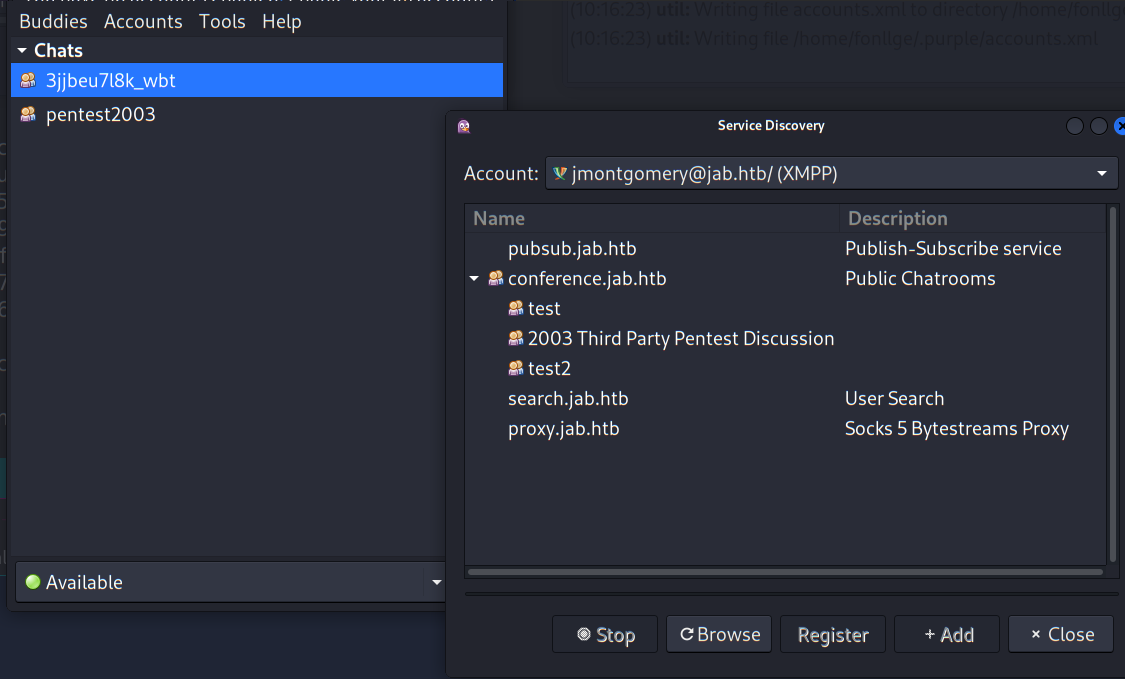 (10:16:23) util: Writing file accounts.xml to directory /home/fonllge
(10:16:23) util: Writing file /home/fonllge/.purple/accounts.xml
Buddies Accounts Tools Help
Chats
3jjbeu7l8k_wbt
pentest2003
Available
Service Discovery
Account: jmontgomery@jab.htb/ (XMPP)
Name Description
pubsub.jab.htb Publish-Subscribe service
conference.jab.htb Public Chatrooms
test
2003 Third Party Pentest Discussion
test2
search.jab.htb User Search
proxy.jab.htb Socks 5 Bytestreams Proxy
Stop Browse Register + Add × Close